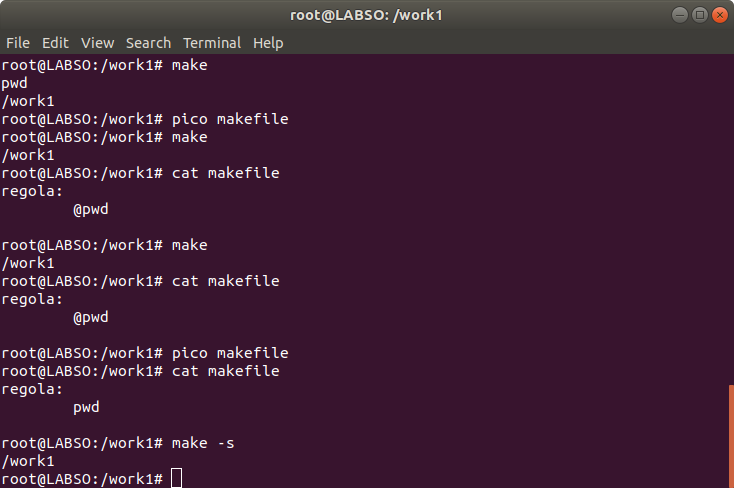 root@LABSO: /work1
File Edit View Search Terminal Help
root@LABSO:/work1# make
pwd
/work1
root@LABSO:/work1# pico makefile
root@LABSO:/work1# make
/work1
root@LABSO:/work1# cat makefile
regola:
        @pwd

root@LABSO:/work1# make
/work1
root@LABSO:/work1# cat makefile
regola:
        @pwd

root@LABSO:/work1# pico makefile
root@LABSO:/work1# cat makefile
regola:
        pwd

root@LABSO:/work1# make -s
/work1
root@LABSO:/work1#